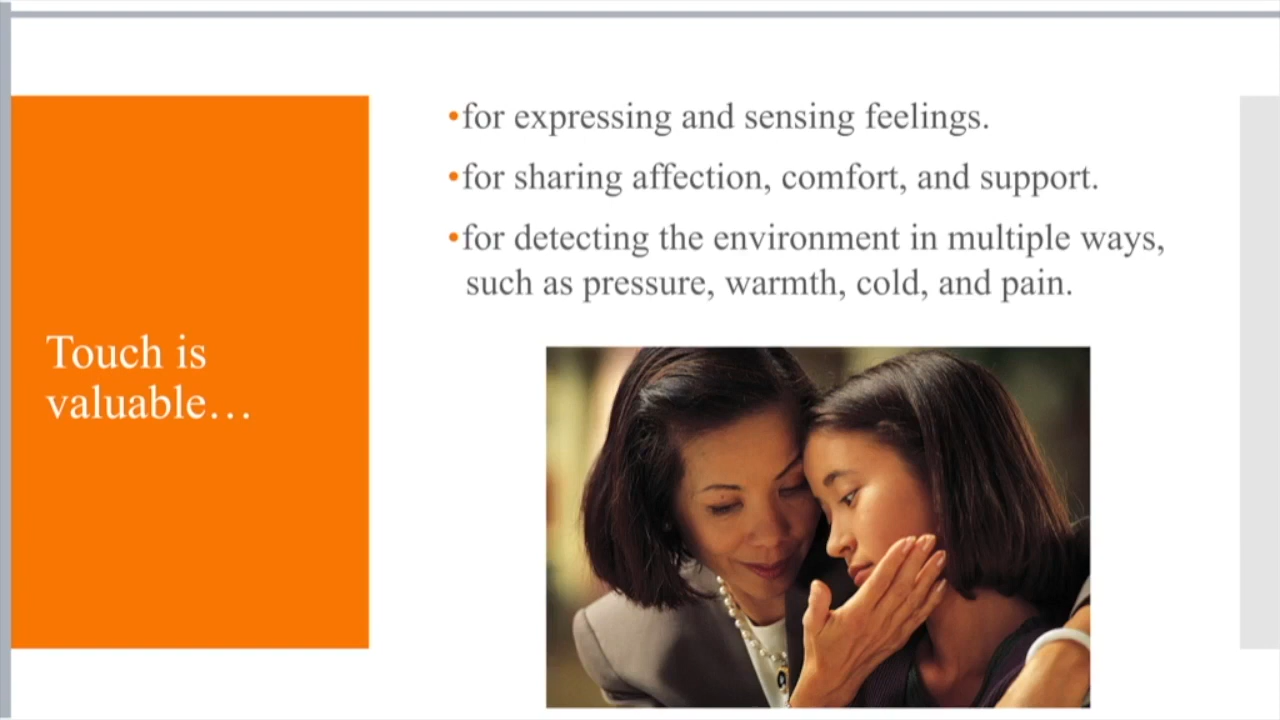 Touch is
valuable…
•for expressing and sensing feelings.
•for sharing affection, comfort, and support.
•for detecting the environment in multiple ways,
such as pressure, warmth, cold, and pain.